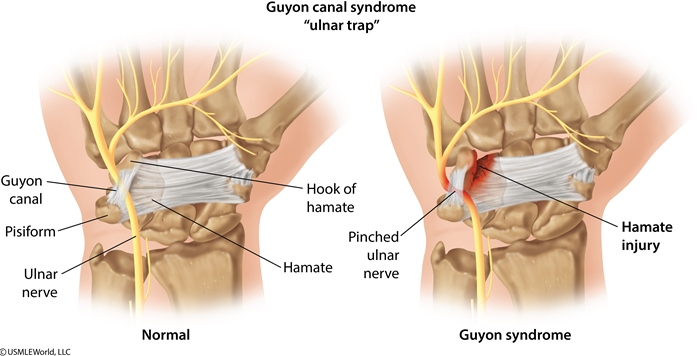 Guyon canal syndrome
“ulnar trap”
Guyon
canal
Pisiform
Ulnar
nerve
Hook of
hamate
Hamate
Normal
Pinched
ulnar
nerve
Hamate
injury
Guyon syndrome
© USMLEWorld, LLC